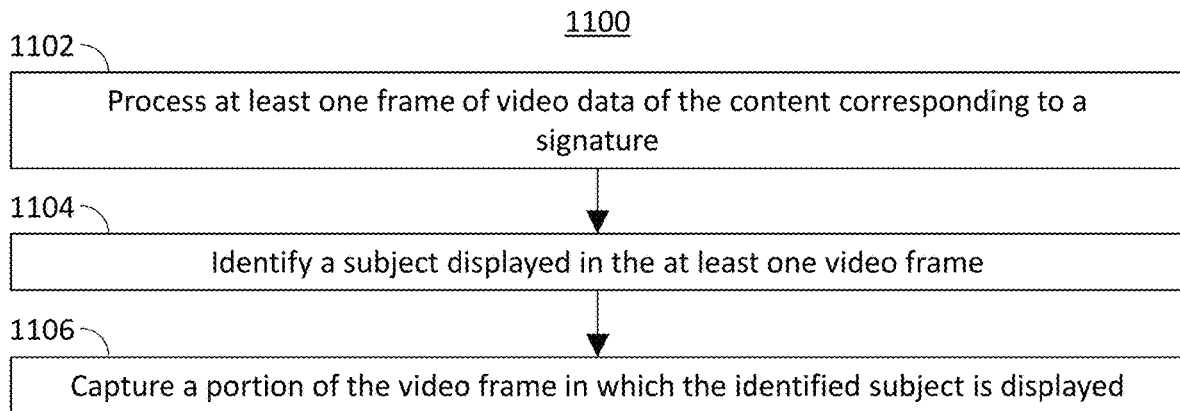 1100
1102
Process at least one frame of video data of the content corresponding to a
signature
1104
Identify a subject displayed in the at least one video frame
1106
Capture a portion of the video frame in which the identified subject is displayed